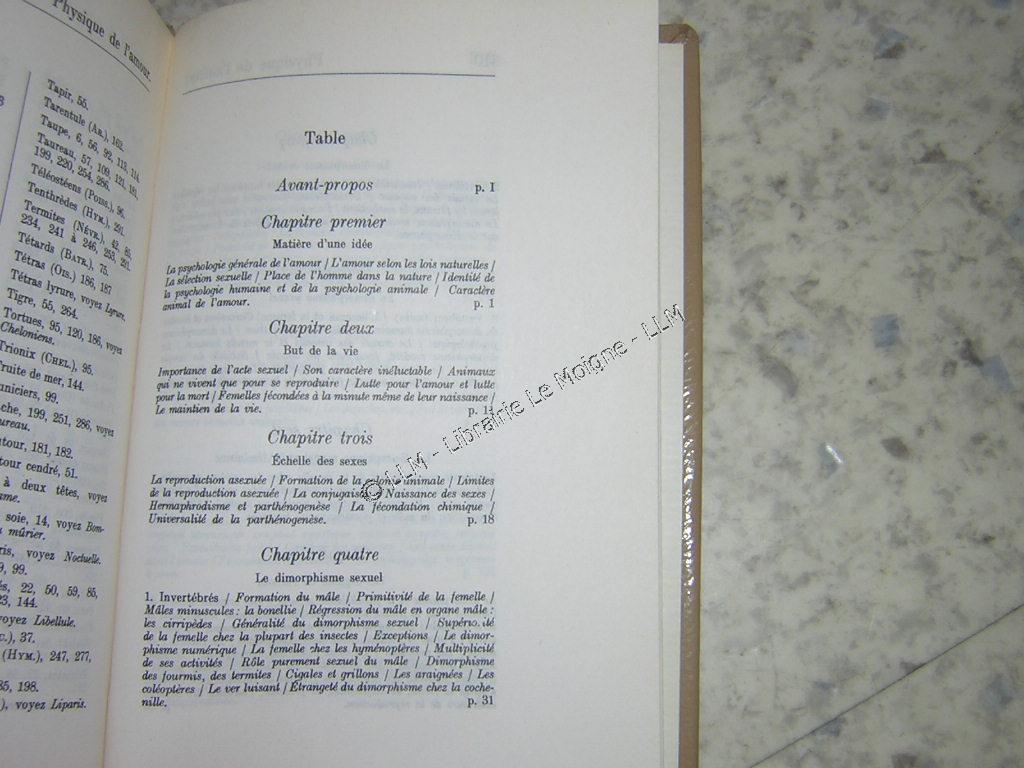 Physique de l'amour.
Tapir, 55.
Tarentule (AR.), 162.
Taupe, 6, 56, 92, 113, 114
Taureau, 57, 109, 121, 181,
199, 220, 254, 286.
Téléostéens (POISS.), 96.
Tenthrèdes (HYM.), 291.
Termites (NÉVR.), 42, 85,
234, 241 à 246, 253, 291
Tétards (BATR.), 75.
Tétras (OIS.) 186, 187
Tétras lyrure, voyez Lyrure.
Tigre, 55, 264.
Tortues, 95, 120, 186, voyez
Cheloniens.
Trionix (CHEL.), 95.
Truite de mer, 144.
uniciers, 99.
ache, 199, 251, 286, voyez
ureau.
utour, 181, 182.
tour cendré, 51.
à deux têtes, voyez
soie, 14, voyez Bom-
mûrier.
ris, voyez Noctuelle.
9, 99.
és, 22, 50, 59, 85,
23, 144.
voyez Libellule.
c.), 37.
(HYM.), 247, 277,
85, 198.
), voyez Liparis.
Table
Avant-propos p. I
Chapitre premier
Matière d'une idée
La psychologie générale de l'amour / L'amour selon les lois naturelles /
La sélection sexuelle / Place de l'homme dans la nature / Identité de
la psychologie humaine et de la psychologie animale / Caractère
animal de l'amour. p. 1
Chapitre deux
But de la vie
Importance de l'acte sexuel / Son caractère inéluctable / Animaux
qui ne vivent que pour se reproduire / Lutte pour l'amour et lutte
pour la mort / Femelles fécondées à la minute même de leur naissance /
Le maintien de la vie. p. 11
Chapitre trois
Échelle des sexes
La reproduction asexuée / Formation de la colonie animale / Limites
de la reproduction asexuée / La conjugaison / Naissance des sexes /
Hermaphrodisme et parthénogenèse / La fécondation chimique /
Universalité de la parthénogenèse. p. 18
Chapitre quatre
Le dimorphisme sexuel
1. Invertébrés / Formation du mâle / Primitivité de la femelle /
Mâles minuscules : la bonellie / Régression du mâle en organe mâle :
les cirripèdes / Généralité du dimorphisme sexuel / Supériorité
de la femelle chez la plupart des insectes / Exceptions / Le dimor-
phisme numérique / La femelle chez les hyménoptères / Multiplicité
de ses activités / Rôle purement sexuel du mâle / Dimorphisme
des fourmis, des termites / Cigales et grillons / Les araignées / Les
coléoptères / Le ver luisant / Étrangeté du dimorphisme chez la coche-
nille. p. 31
© LLM - Librairie Le Moigne - LLM